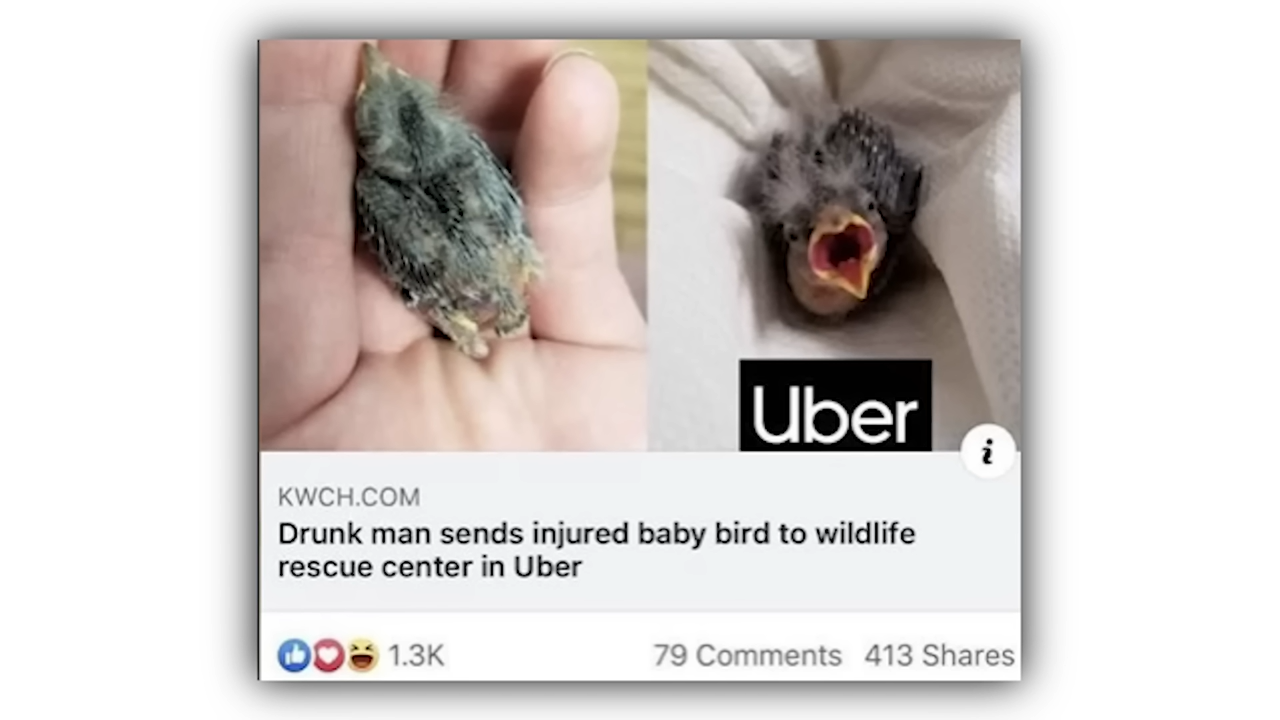 Uber
KWCH.COM
Drunk man sends injured baby bird to wildlife
rescue center in Uber
1.3K
79 Comments 413 Shares